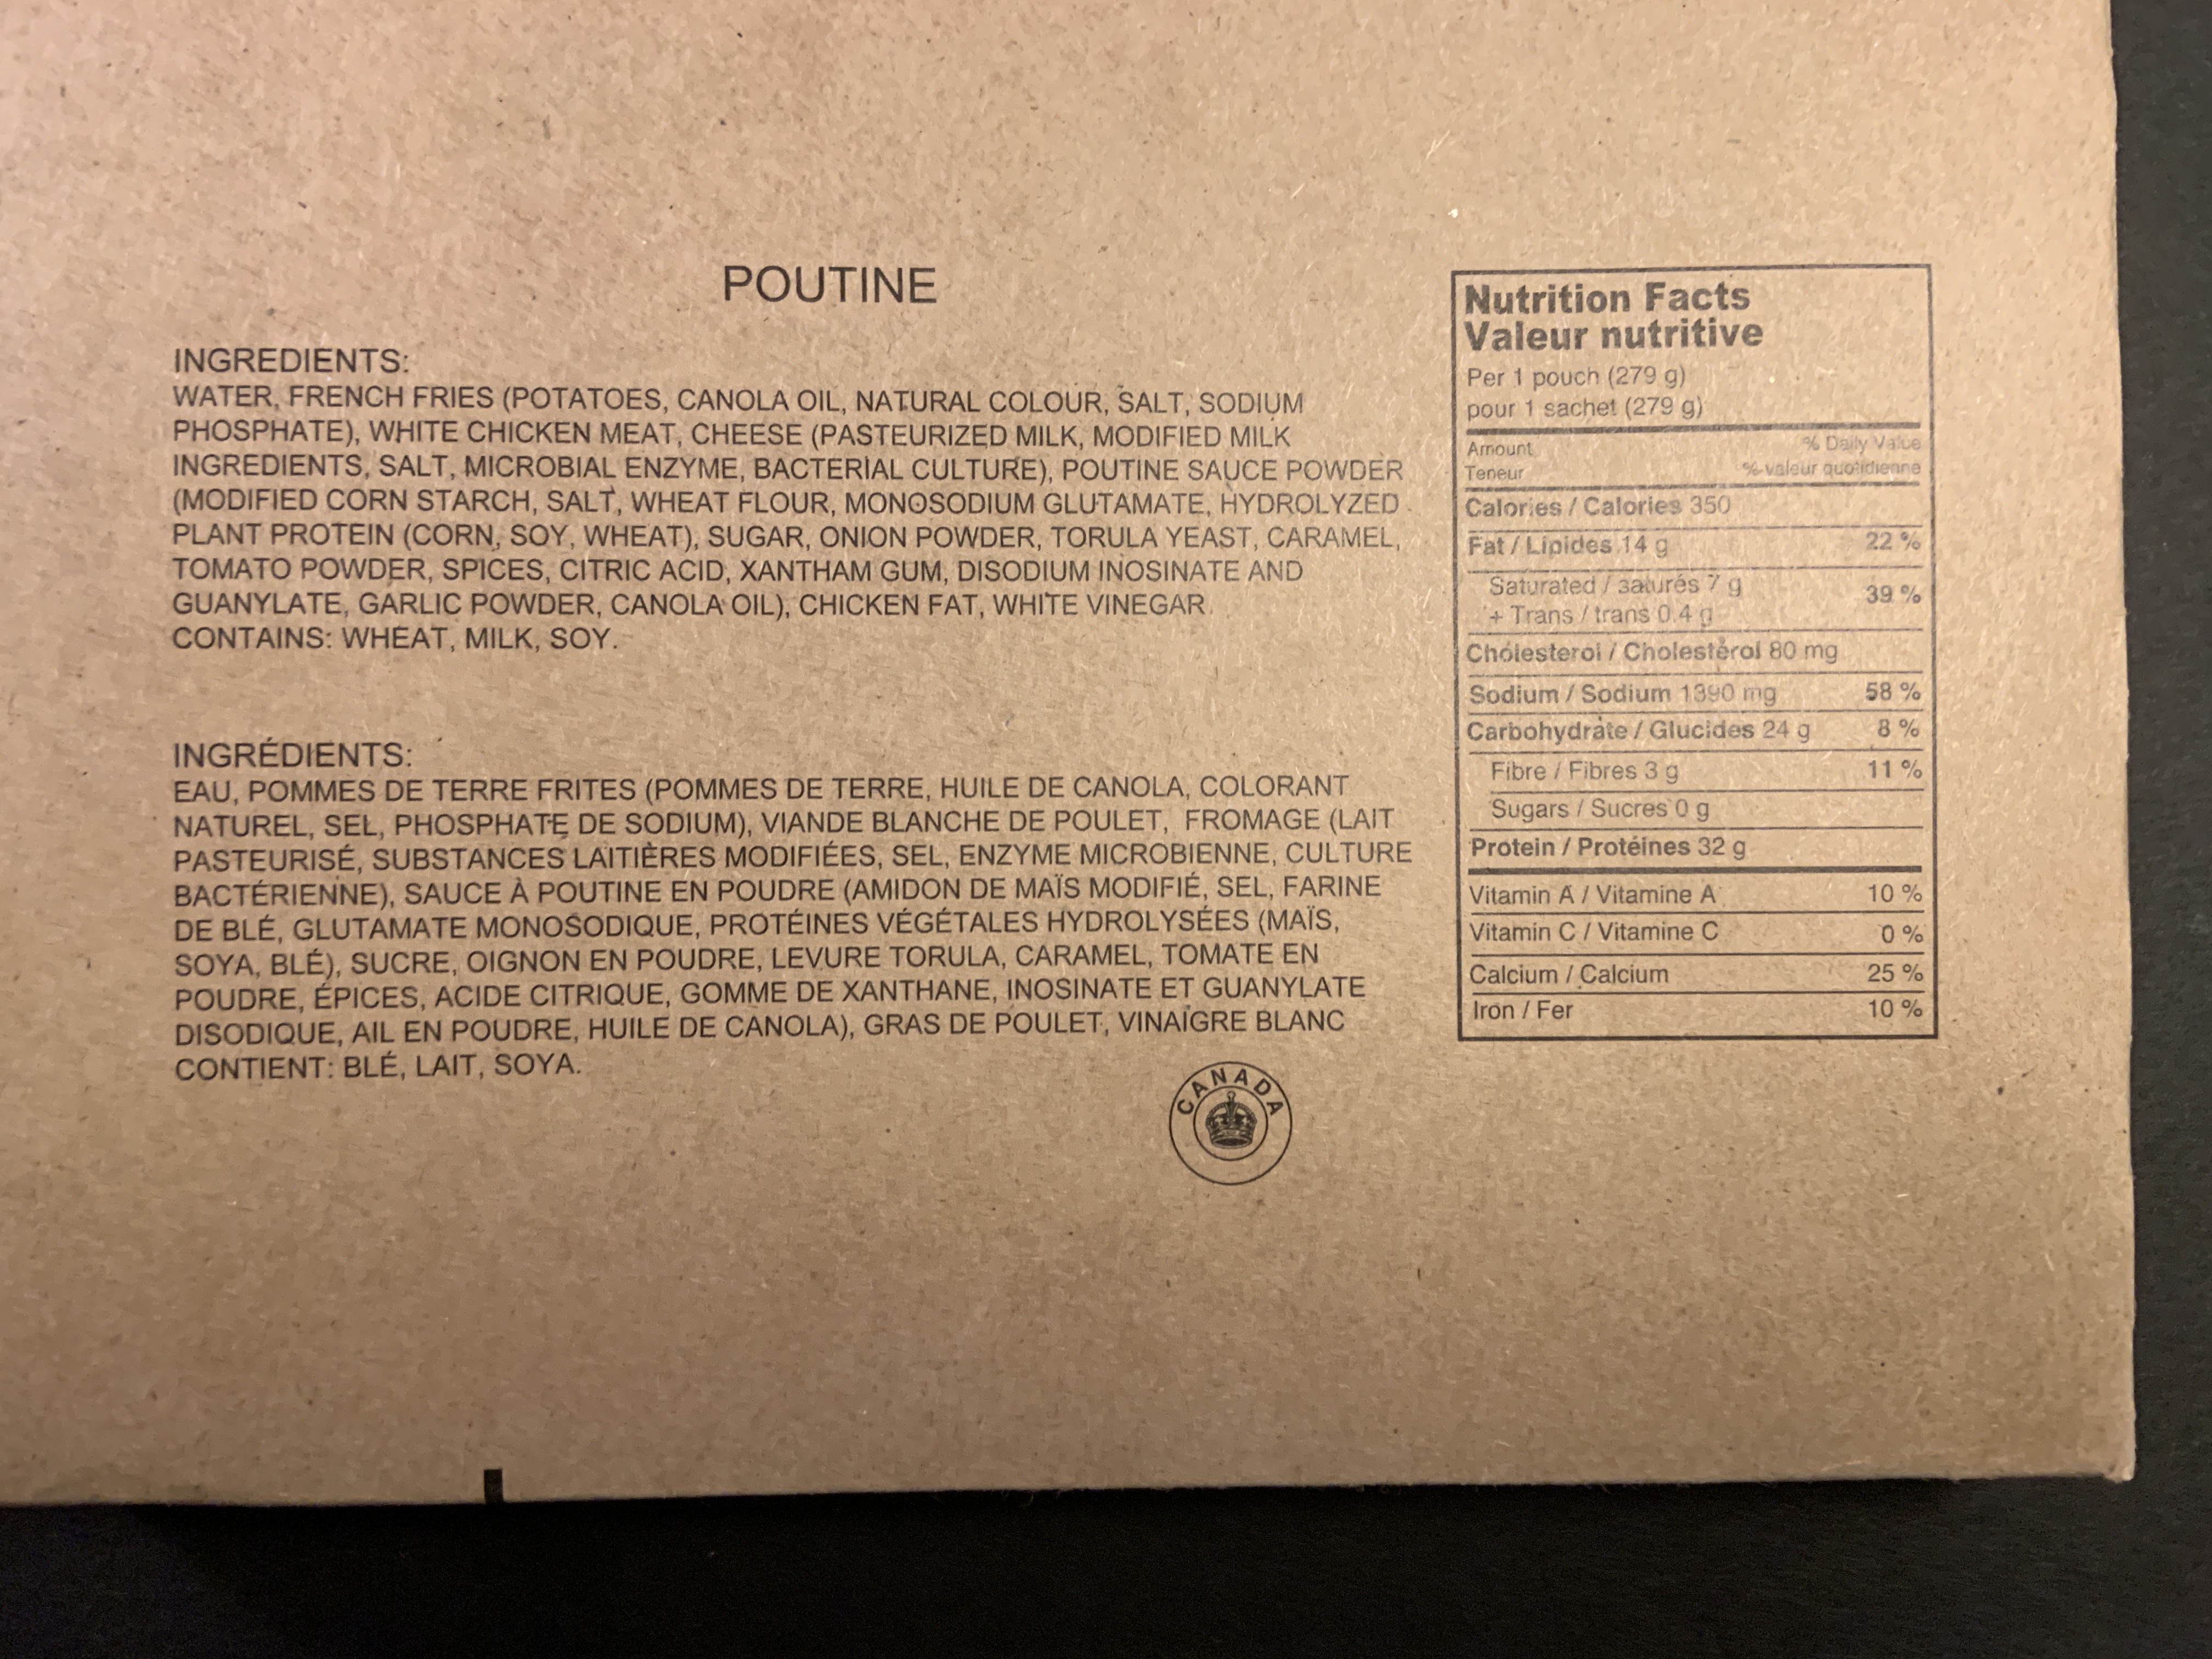 POUTINE
INGREDIENTS:
WATER, FRENCH FRIES (POTATOES, CANOLA OIL, NATURAL COLOUR, SALT, SODIUM
PHOSPHATE), WHITE CHICKEN MEAT, CHEESE (PASTEURIZED MILK, MODIFIED MILK
INGREDIENTS, SALT, MICROBIAL ENZYME, BACTERIAL CULTURE), POUTINE SAUCE POWDER
(MODIFIED CORN STARCH, SALT, WHEAT FLOUR, MONOSODIUM GLUTAMATE, HYDROLYZED
PLANT PROTEIN (CORN, SOY, WHEAT), SUGAR, ONION POWDER, TORULA YEAST, CARAMEL,
TOMATO POWDER, SPICES, CITRIC ACID, XANTHAM GUM, DISODIUM INOSINATE AND
GUANYLATE, GARLIC POWDER, CANOLA OIL), CHICKEN FAT, WHITE VINEGAR.
CONTAINS: WHEAT, MILK, SOY.
INGRÉDIENTS:
EAU, POMMES DE TERRE FRITES (POMMES DE TERRE, HUILE DE CANOLA, COLORANT
NATUREL, SEL, PHOSPHATE DE SODIUM), VIANDE BLANCHE DE POULET, FROMAGE (LAIT
PASTEURISÉ, SUBSTANCES LAITIÈRES MODIFIÉES, SEL, ENZYME MICROBIENNE, CULTURE
BACTÉRIENNE), SAUCE À POUTINE EN POUDRE (AMIDON DE MAÏS MODIFIÉ, SEL, FARINE
DE BLÉ, GLUTAMATE MONOSODIQUE, PROTÉINES VÉGÉTALES HYDROLYSÉES (MAÏS,
SOYA, BLÉ), SUCRE, OIGNON EN POUDRE, LEVURE TORULA, CARAMEL, TOMATE EN
POUDRE, ÉPICES, ACIDE CITRIQUE, GOMME DE XANTHANE, INOSINATE ET GUANYLATE
DISODIQUE, AIL EN POUDRE, HUILE DE CANOLA), GRAS DE POULET, VINAIGRE BLANC
CONTIENT: BLÉ, LAIT, SOYA.
CANADA
Nutrition Facts
Valeur nutritive
Per 1 pouch (279 g)
pour 1 sachet (279 g)
Amount % Daily Value
Teneur % valeur quotidienne
Calories / Calories 350
Fat / Lipides 14 g 22 %
Saturated / saturés 7 g
+ Trans / trans 0.4 g 39 %
Cholesterol / Cholestérol 80 mg
Sodium / Sodium 1390 mg 58 %
Carbohydrate / Glucides 24 g 8 %
Fibre / Fibres 3 g 11 %
Sugars / Sucres 0 g
Protein / Protéines 32 g
Vitamin A / Vitamine A 10 %
Vitamin C / Vitamine C 0 %
Calcium / Calcium 25 %
Iron / Fer 10 %